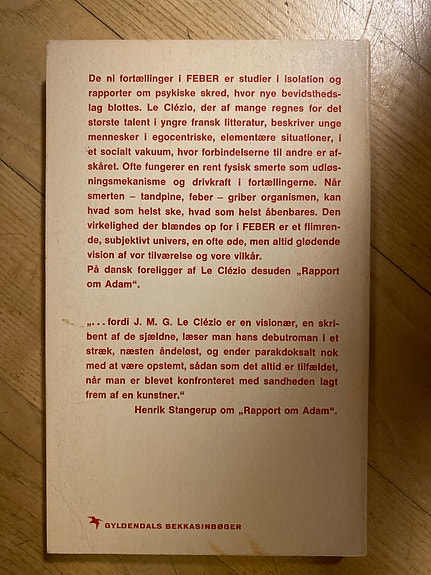 De ni fortællinger i FEBER er studier i isolation og
rapporter om psykiske skred, hvor nye bevidstheds-
lag blottes. Le Clézio, der af mange regnes for det
største talent i yngre fransk litteratur, beskriver unge
mennesker i egocentriske, elementære situationer, i
et socialt vakuum, hvor forbindelserne til andre er af-
skåret. Ofte fungerer en rent fysisk smerte som udløs-
ningsmekanisme og drivkraft i fortællingerne. Når
smerten – tandpine, feber – griber organismen, kan
hvad som helst ske, hvad som helst åbenbares. Den
virkelighed der blændes op for i FEBER er et flimren-
de, subjektivt univers, en ofte øde, men altid glødende
vision af vor tilværelse og vore vilkår.
På dansk foreligger af Le Clézio desuden „Rapport
om Adam“.
„. . . fordi J. M. G. Le Clézio er en visionær, en skri-
bent af de sjældne, læser man hans debutroman i et
stræk, næsten åndeløst, og ender parakdoksalt nok
med at være opstemt, sådan som det altid er tilfældet,
når man er blevet konfronteret med sandheden lagt
frem af en kunstner.“
Henrik Stangerup om „Rapport om Adam“.
GYLDENDALS BEKKASINBØGER